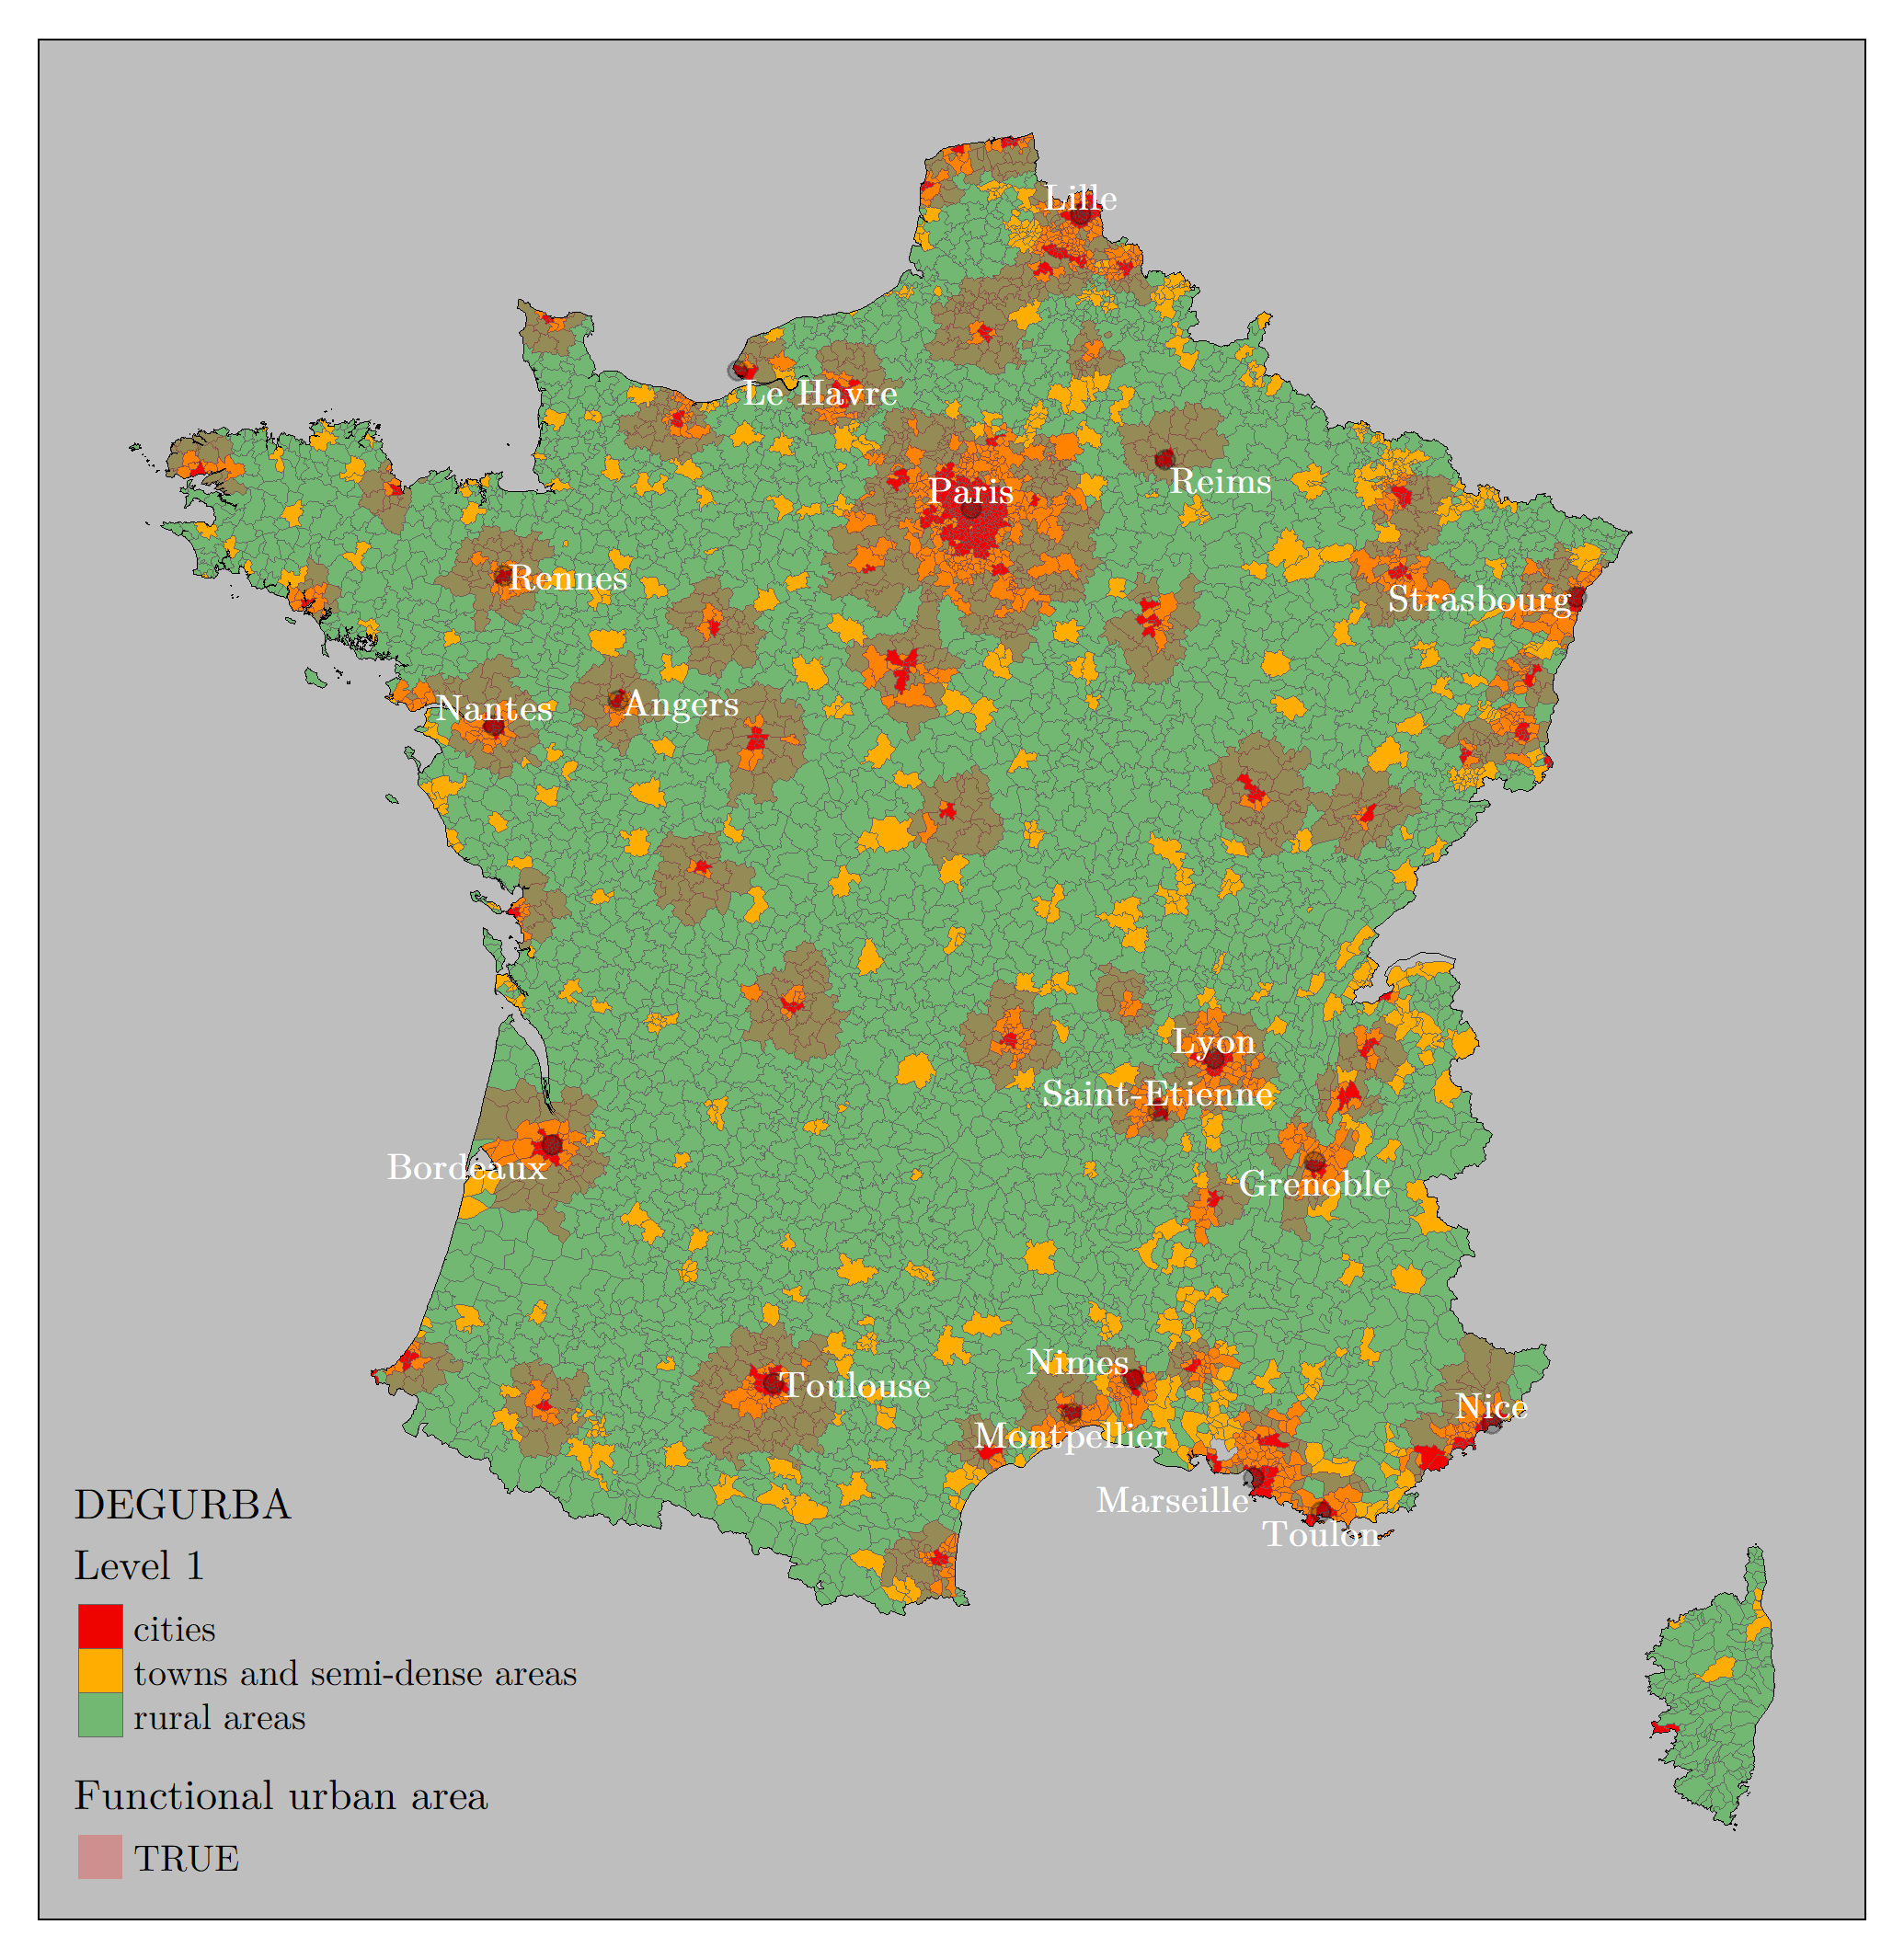 Lille
Le Havre
Reims
Paris
Rennes
Strasbourg
Nantes
Angers
Lyon
Saint-Etienne
Bordeaux
Grenoble
Nimes
Toulouse
Nice
Montpellier
Marseille
Toulon
DEGURBA
Level 1
cities
towns and semi-dense areas
rural areas
Functional urban area
TRUE